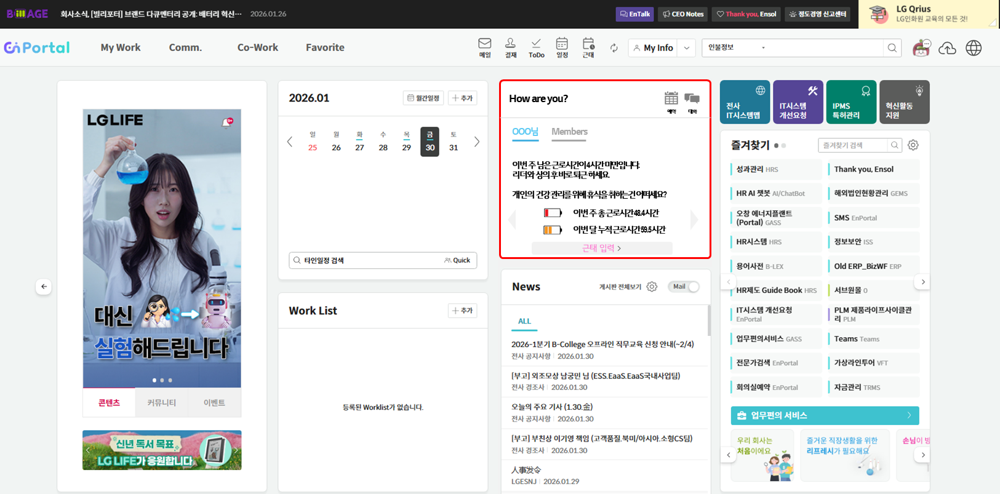 BillAGE
회사소식, [빌리포터] 브랜드 다큐멘터리 공개: 배터리 혁신… 2026.01.26
EnTalk
CEO Notes
Thank you, Ensol
정도경영 신고센터
LG Qrius
LG인화원 교육의 모든 것!
EnPortal
My Work
Comm.
Co-Work
Favorite
메일
결재
ToDo
일정
근태
My Info
인물정보
LG LIFE
대신
실험해드립니다
콘텐츠
커뮤니티
이벤트
신년 독서 목표
LG LIFE가 응원합니다
2026.01
월간일정
추가
일 월 화 수 목 금 토
25 26 27 28 29 30 31
타인일정 검색
Quick
Work List
추가
등록된 Worklist가 없습니다.
How are you?
예약
대화
OOO님
Members
이번 주 남은 근로시간이 4시간 미만입니다.
리더와 상의 후 바로 퇴근 하세요.
개인의 건강 관리를 위해 휴식을 취하는건 어떠세요?
이번 주 총 근로시간 48.4시간
이번 달 누적 근로시간 59.5시간
근태 입력 >
News
게시판 전체보기
Mail
ALL
2026-1분기 B-College 오프라인 직무교육 신청 안내(~2/4)
전사 공지사항 2026.01.30
[부고] 외조모상 남궁민 님 (ESS.EaaS.EaaS국내사업팀)
전사 경조사 2026.01.30
오늘의 주요 기사 (1.30.金)
전사 공지사항 2026.01.30
[부고] 부친상 이기영 책임 (고객품질.북미/아시아.소형CS팀)
전사 경조사 2026.01.30
人事发令
LGESNJ 2026.01.29
전사
IT시스템맵
IT시스템
개선요청
IPMS
특허관리
혁신활동
지원
즐겨찾기
즐겨찾기 검색
성과관리 HRS
Thank you, Ensol
HR AI 챗봇 AI/ChatBot
해외법인현황관리 GEMS
오창 에너지플랜트
(Portal) GASS
SMS EnPortal
HR시스템 HRS
정보보안 ISS
용어사전 B-LEX
Old ERP_BizWF ERP
HR제도 Guide Book HRS
서브원몰 0
IT시스템 개선요청
EnPortal
PLM 제품라이프사이클관
리 PLM
업무편의서비스 GASS
Teams Teams
전문가검색 EnPortal
가상라인투어 VFT
회의실예약 EnPortal
자금관리 TRMS
업무편의 서비스
우리 회사는
처음이에요
즐거운 직장생활을 위한
리프레시가 필요해요
손님이 방